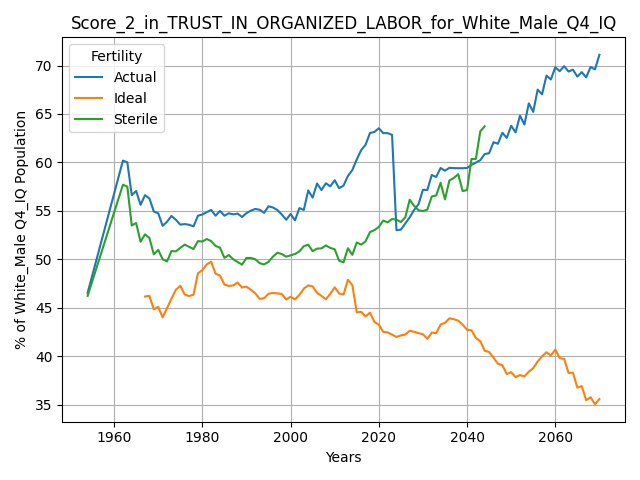 Score_2_in_TRUST_IN_ORGANIZED_LABOR_for_White_Male_Q4_IQ
Fertility
Actual
Ideal
Sterile
% of White_Male Q4_IQ Population
70
65
60
55
50
45
40
35
1960 1980 2000 2020 2040 2060
Years